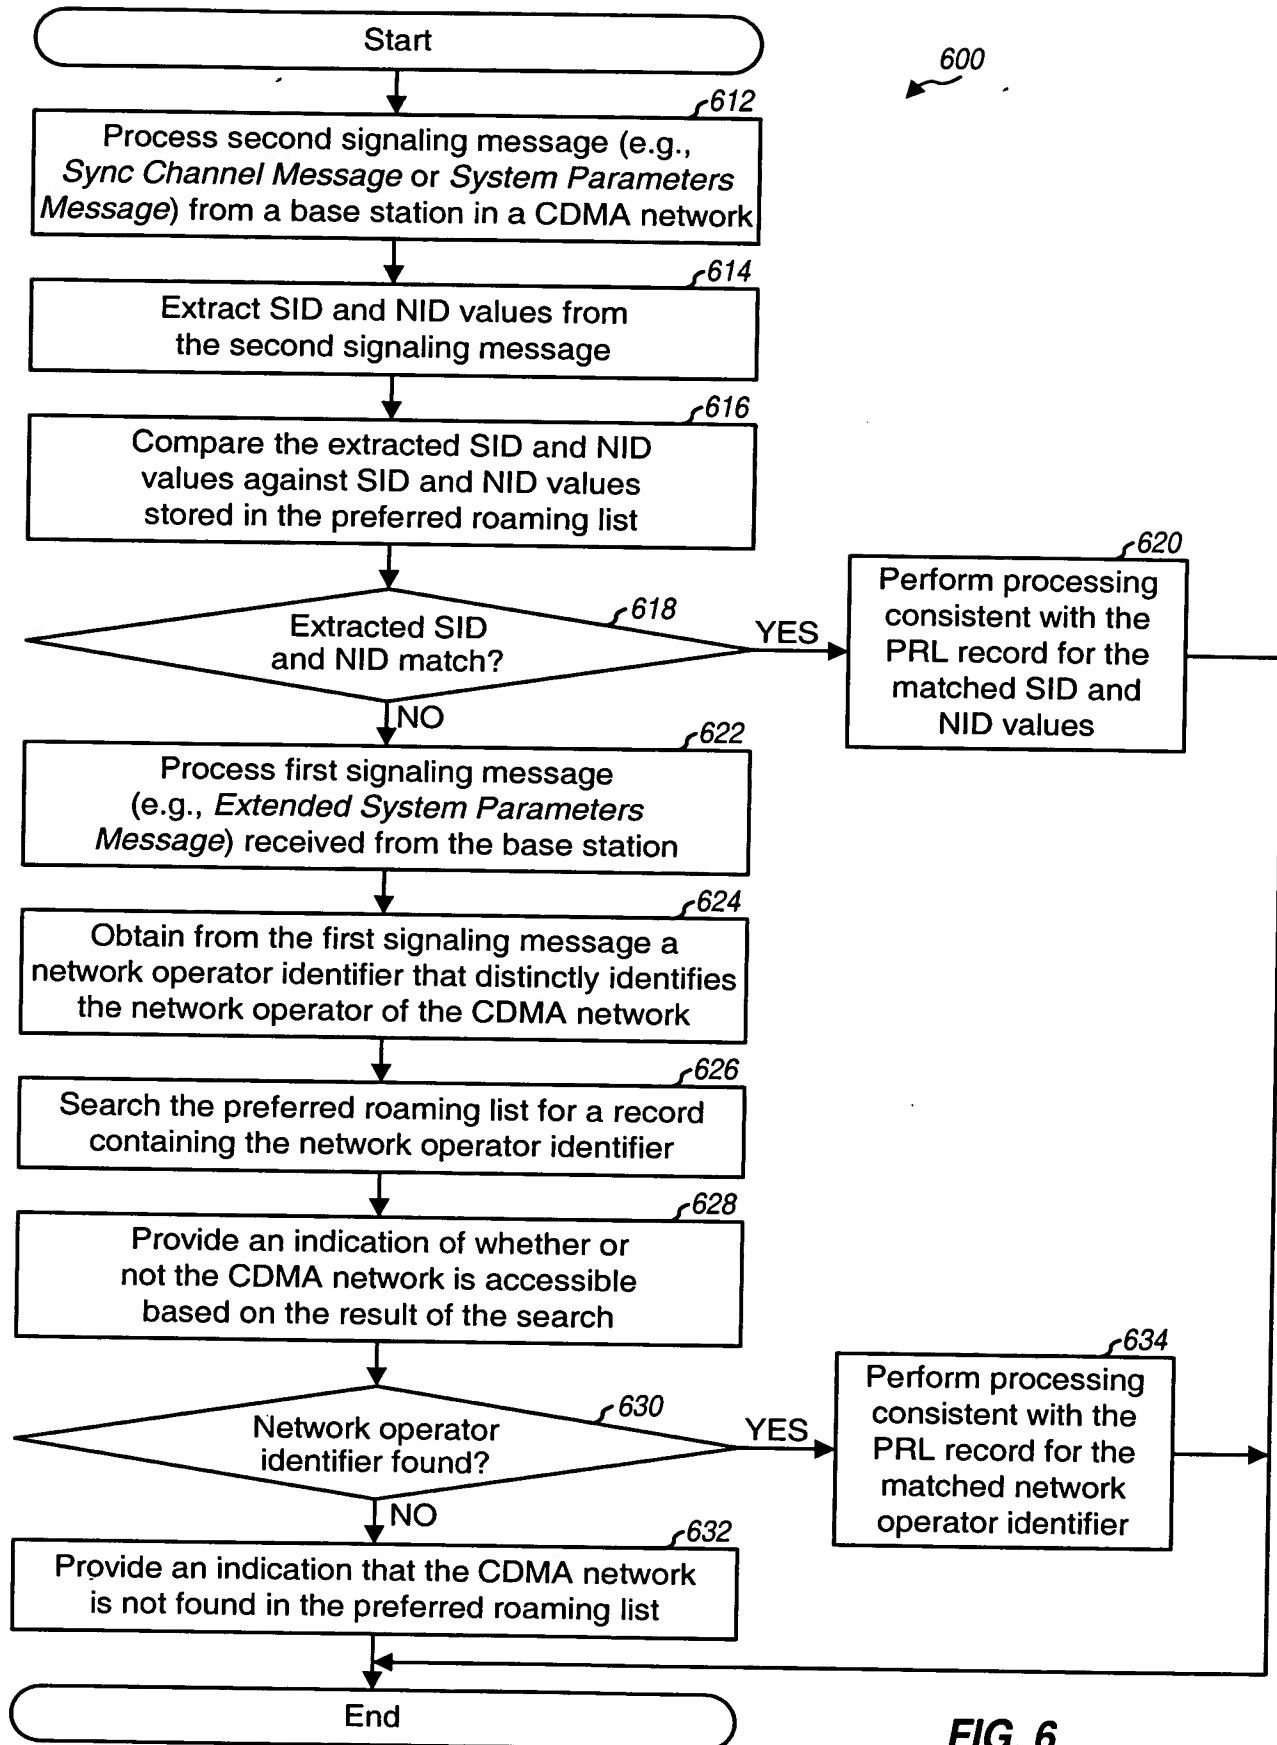 Start
600
612
Process second signaling message (e.g.,
Sync Channel Message or System Parameters
Message) from a base station in a CDMA network
614
Extract SID and NID values from
the second signaling message
616
Compare the extracted SID and NID
values against SID and NID values
stored in the preferred roaming list
618
Extracted SID
and NID match?
YES
620
Perform processing
consistent with the
PRL record for the
matched SID and
NID values
NO
622
Process first signaling message
(e.g., Extended System Parameters
Message) received from the base station
624
Obtain from the first signaling message a
network operator identifier that distinctly identifies
the network operator of the CDMA network
626
Search the preferred roaming list for a record
containing the network operator identifier
628
Provide an indication of whether or
not the CDMA network is accessible
based on the result of the search
630
Network operator
identifier found?
YES
634
Perform processing
consistent with the
PRL record for the
matched network
operator identifier
NO
632
Provide an indication that the CDMA network
is not found in the preferred roaming list
End
FIG. 6